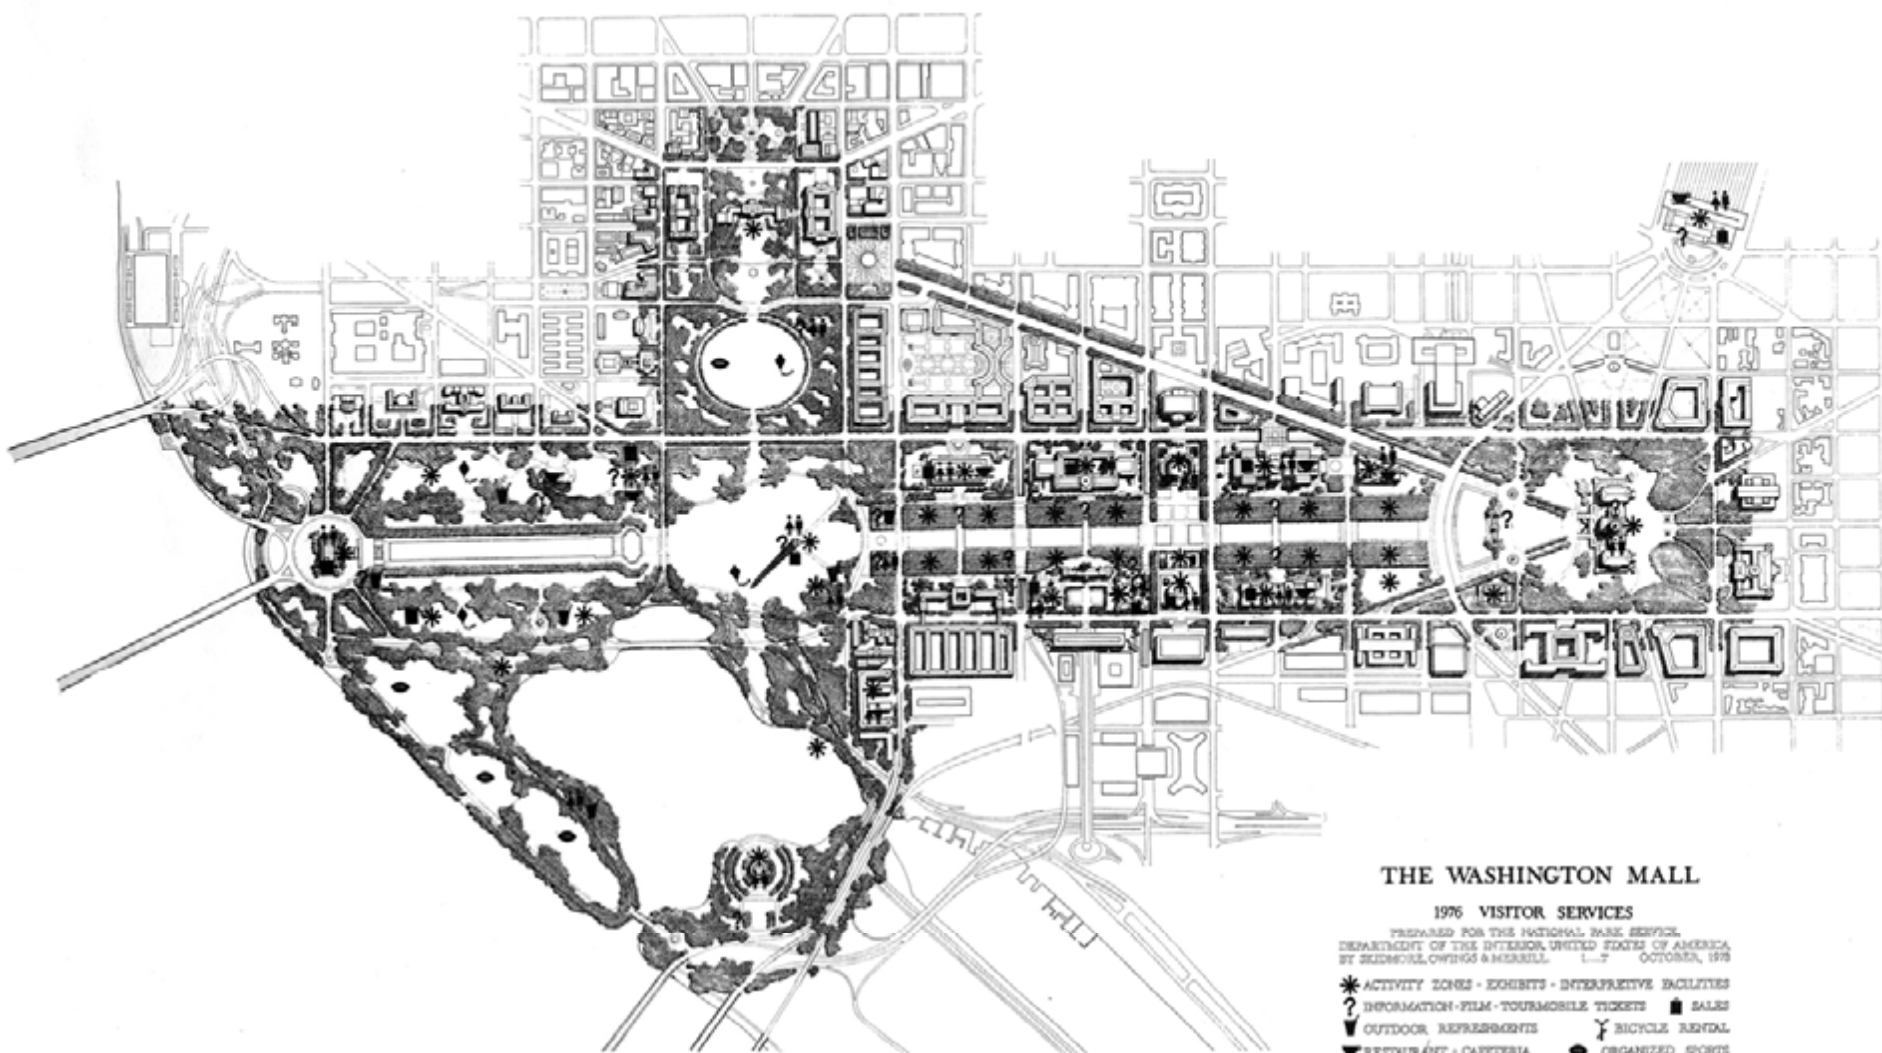 THE WASHINGTON MALL
1976 VISITOR SERVICES
PREPARED FOR THE NATIONAL PARK SERVICE
DEPARTMENT OF THE INTERIOR, UNITED STATES OF AMERICA
BY SKIDMORE, OWINGS & MERRILL OCTOBER,
ACTIVITY ZONES - EXHIBITS - INTERPRETIVE FACILITIES
? INFORMATION - FILM - TOURMOBILE TICKETS SALES
OUTDOOR REFRESHMENTS BICYCLE RENTAL
RESTAURANT - CAFETERIA ORGANIZED SPORTS